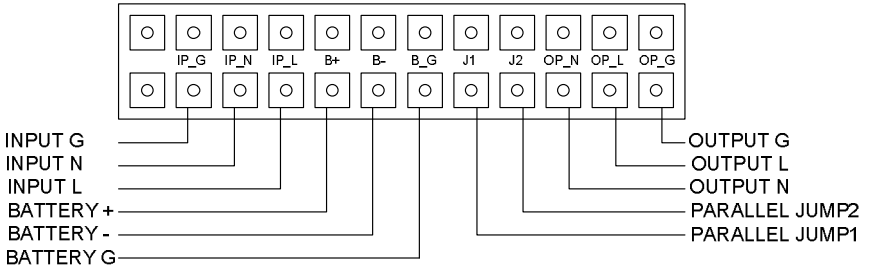 IP_G IP_N IP_L B+ B- B_G J1 J2 OP_N OP_L OP_G
INPUT G
INPUT N
INPUT L
BATTERY +
BATTERY -
BATTERY G
OUTPUT G
OUTPUT L
OUTPUT N
PARALLEL JUMP2
PARALLEL JUMP1